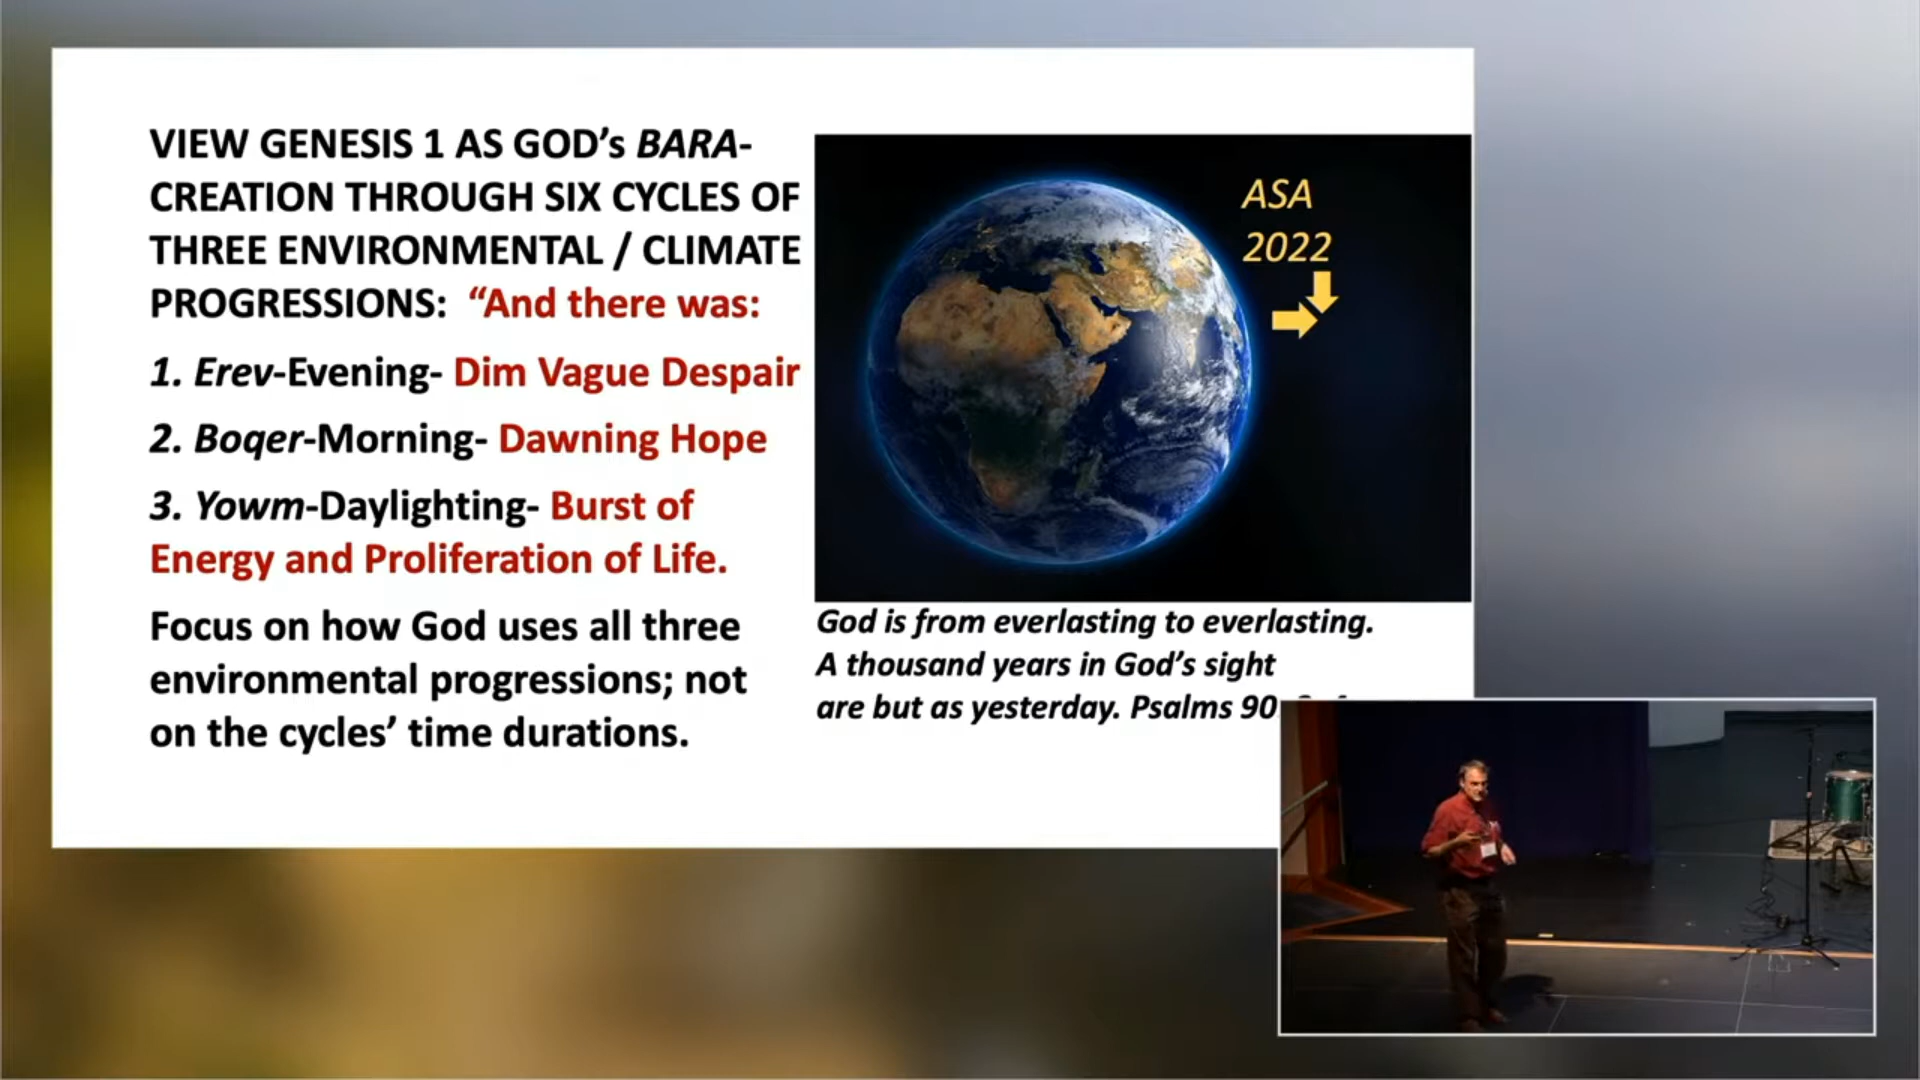 VIEW GENESIS 1 AS GOD's BARA-
CREATION THROUGH SIX CYCLES OF
THREE ENVIRONMENTAL / CLIMATE
PROGRESSIONS: “And there was:
1. Erev-Evening- Dim Vague Despair
2. Boqer-Morning- Dawning Hope
3. Yowm-Daylighting- Burst of
Energy and Proliferation of Life.
Focus on how God uses all three
environmental progressions; not
on the cycles’ time durations.
ASA
2022
God is from everlasting to everlasting.
A thousand years in God’s sight
are but as yesterday. Psalms 90